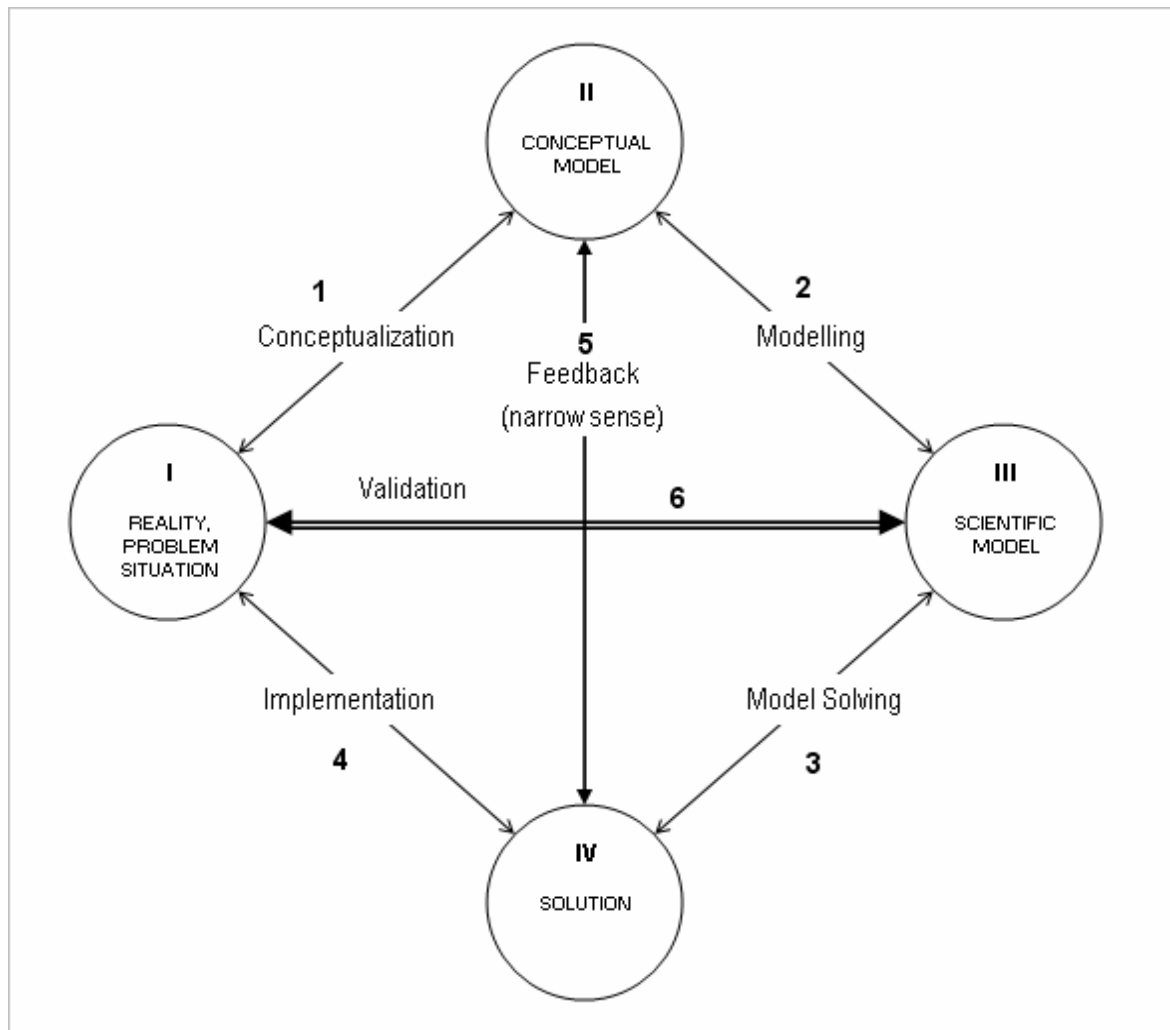 II
CONCEPTUAL
MODEL
1
Conceptualization
2
Modelling
5
Feedback
(narrow sense)
I
REALITY,
PROBLEM
SITUATION
Validation
6
III
SCIENTIFIC
MODEL
Implementation
4
Model Solving
3
IV
SOLUTION